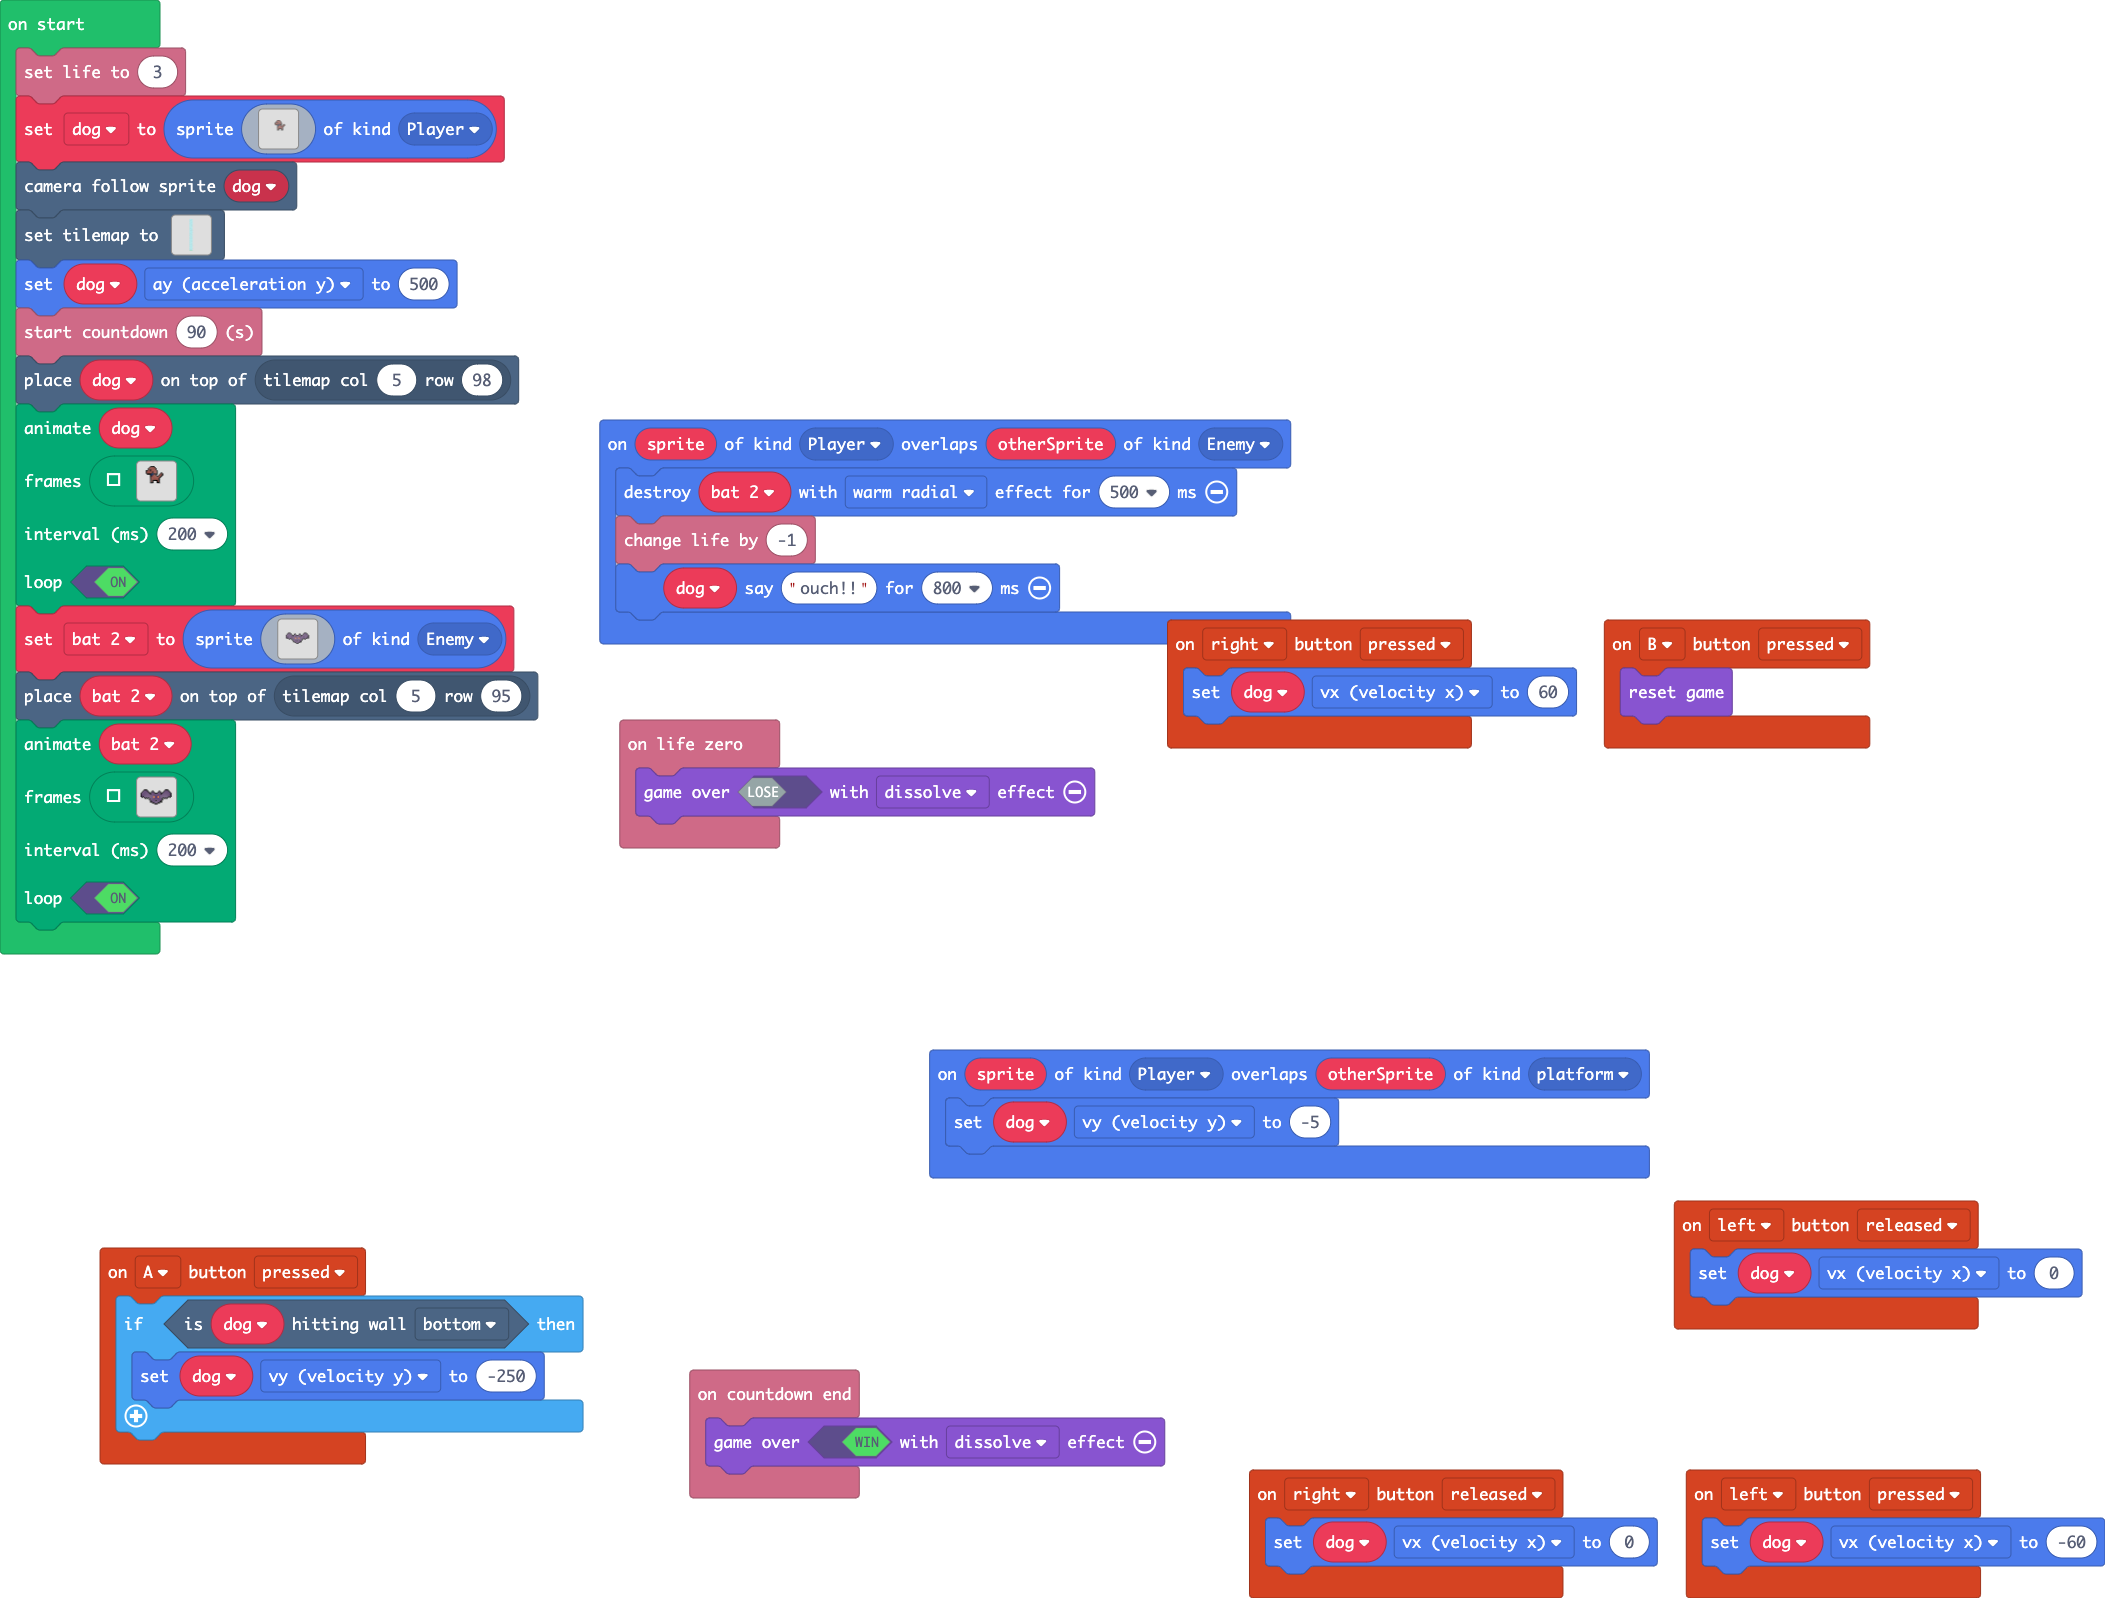 on start
set life to 3
set dog to sprite of kind Player
camera follow sprite dog
set tilemap to
set dog ay (acceleration y) to 500
start countdown 90 (s)
place dog on top of tilemap col 5 row 98
animate dog
frames
interval (ms) 200
loop ON
set bat 2 to sprite of kind Enemy
place bat 2 on top of tilemap col 5 row 95
animate bat 2
frames
interval (ms) 200
loop ON
on sprite of kind Player overlaps otherSprite of kind Enemy
destroy bat 2 with warm radial effect for 500 ms
change life by -1
dog say "ouch!!" for 800 ms
on right button pressed
set dog vx (velocity x) to 60
on B button pressed
reset game
on life zero
game over LOSE with dissolve effect
on sprite of kind Player overlaps otherSprite of kind platform
set dog vy (velocity y) to -5
on left button released
set dog vx (velocity x) to 0
on A button pressed
if is dog hitting wall bottom then
set dog vy (velocity y) to -250
on countdown end
game over WIN with dissolve effect
on right button released
set dog vx (velocity x) to 0
on left button pressed
set dog vx (velocity x) to -60